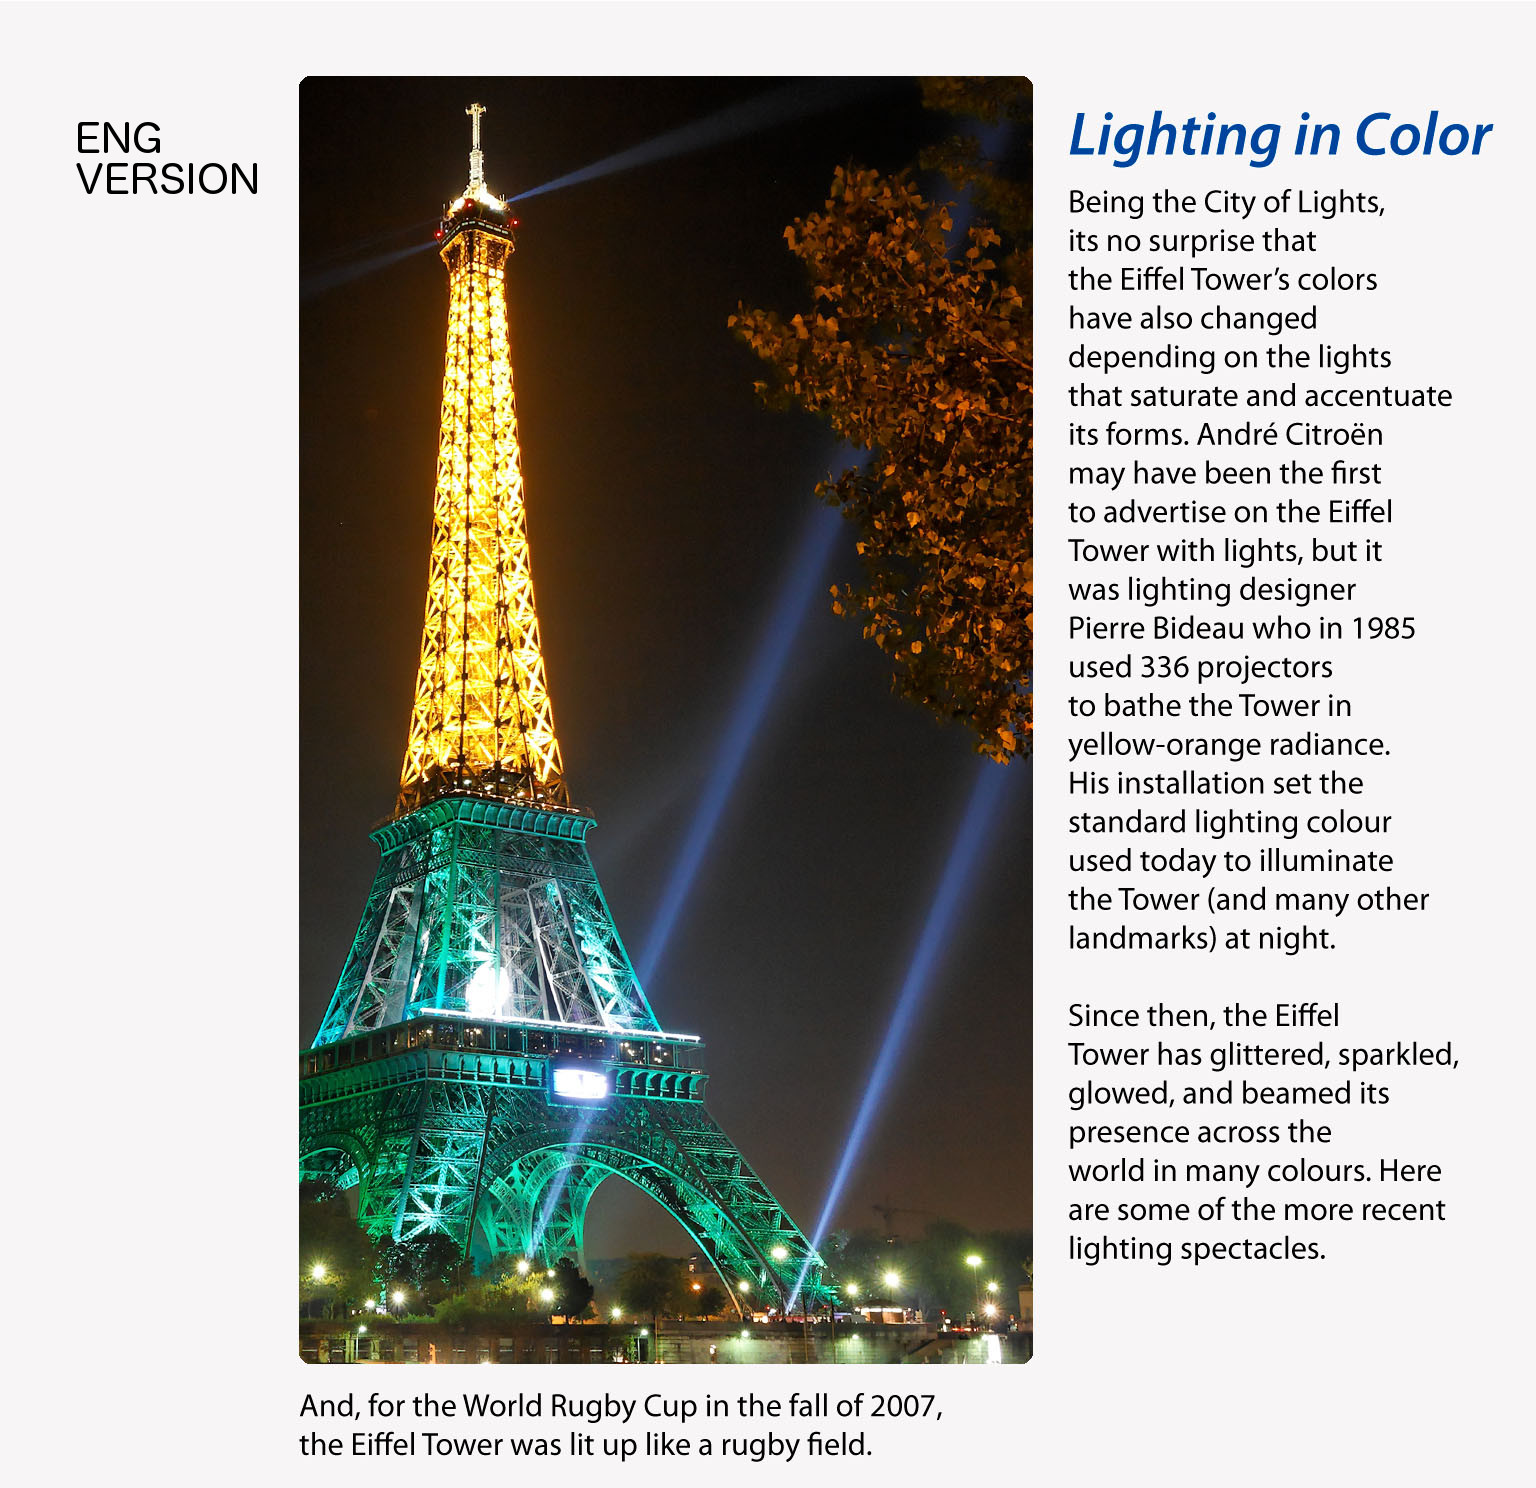 ENG
VERSION
Lighting in Color
Being the City of Lights,
its no surprise that
the Eiffel Tower’s colors
have also changed
depending on the lights
that saturate and accentuate
its forms. André Citroën
may have been the first
to advertise on the Eiffel
Tower with lights, but it
was lighting designer
Pierre Bideau who in 1985
used 336 projectors
to bathe the Tower in
yellow-orange radiance.
His installation set the
standard lighting colour
used today to illuminate
the Tower (and many other
landmarks) at night.
Since then, the Eiffel
Tower has glittered, sparkled,
glowed, and beamed its
presence across the
world in many colours. Here
are some of the more recent
lighting spectacles.
And, for the World Rugby Cup in the fall of 2007,
the Eiffel Tower was lit up like a rugby field.